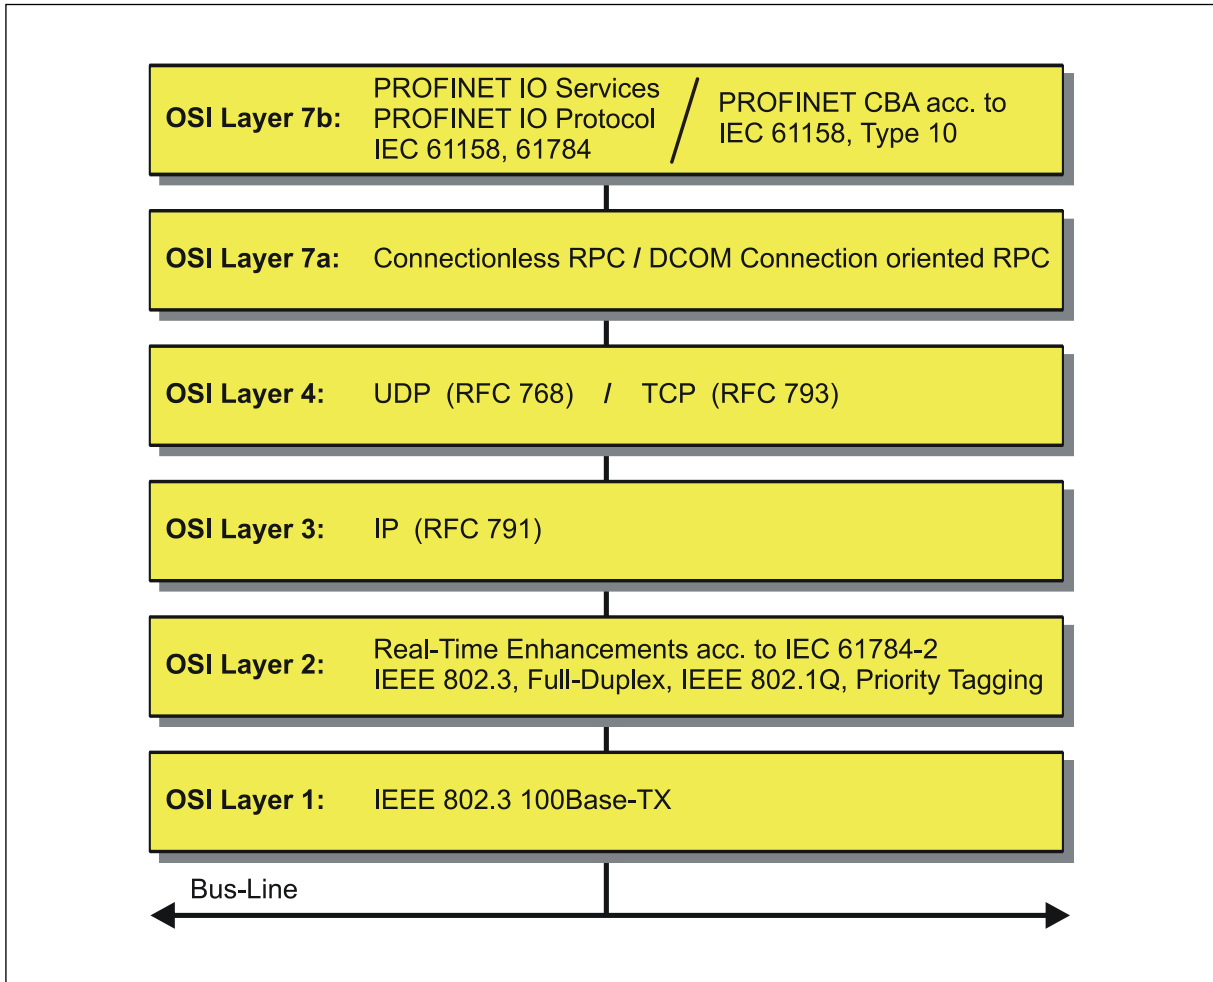 OSI Layer 7b:
PROFINET IO Services
PROFINET IO Protocol
IEC 61158, 61784
/
PROFINET CBA acc. to
IEC 61158, Type 10
OSI Layer 7a: Connectionless RPC / DCOM Connection oriented RPC
OSI Layer 4: UDP (RFC 768) / TCP (RFC 793)
OSI Layer 3: IP (RFC 791)
OSI Layer 2:
Real-Time Enhancements acc. to IEC 61784-2
IEEE 802.3, Full-Duplex, IEEE 802.1Q, Priority Tagging
OSI Layer 1: IEEE 802.3 100Base-TX
Bus-Line